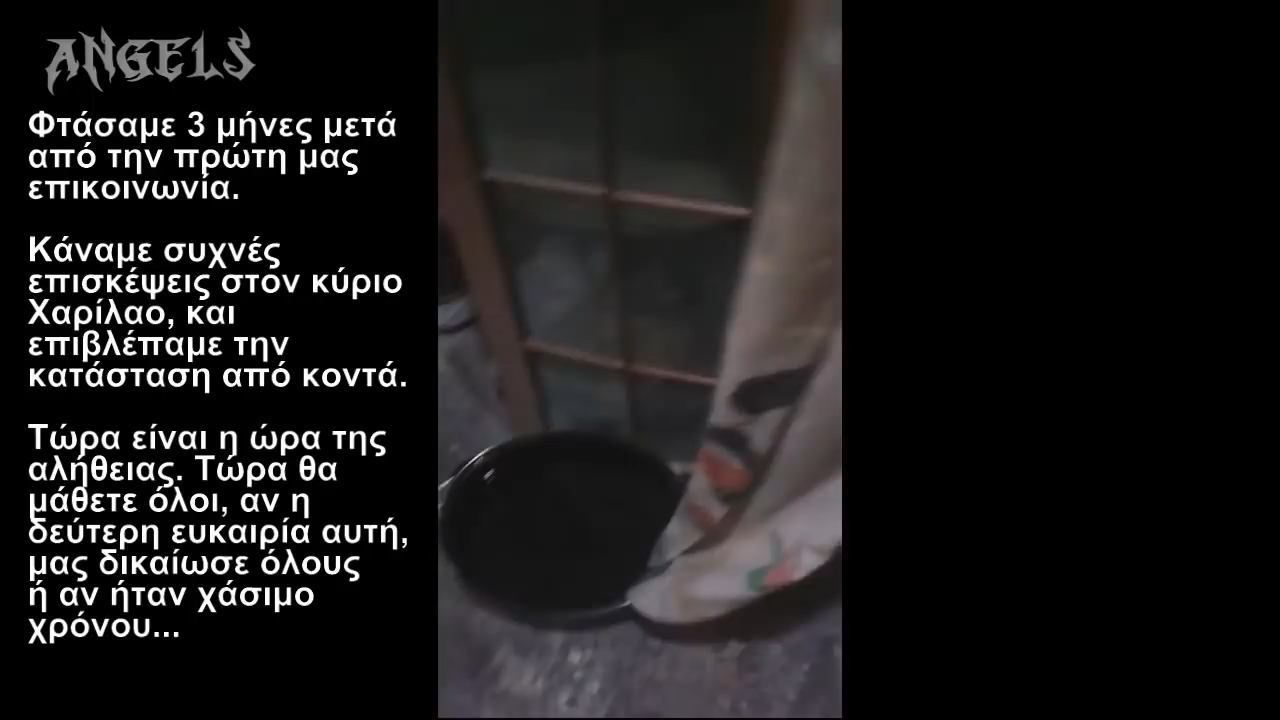 ANGELS
Φτάσαμε 3 μήνες μετά
από την πρώτη μας
επικοινωνία.
Κάναμε συχνές
επισκέψεις στον κύριο
Χαρίλαο, και
επιβλέπαμε την
κατάσταση από κοντά.
Τώρα είναι η ώρα της
αλήθειας. Τώρα θα
μάθετε όλοι, αν η
δεύτερη ευκαιρία αυτή,
μας δικαίωσε όλους
ή αν ήταν χάσιμο
χρόνου...